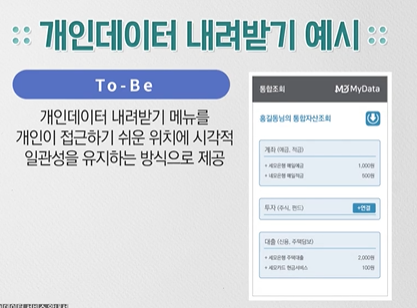 개인데이터 내려받기 예시
To-Be
개인데이터 내려받기 메뉴를
개인이 접근하기 쉬운 위치에 시각적
일관성을 유지하는 방식으로 제공
통합조회
MyData
홍길동님의 통합자산조회
계좌 (예금, 적금)
세모은행 매일예금 1,000원
세모은행 매일적금 500원
투자 (주식, 펀드)
+연결
대출 (신용, 주택담보)
세모은행 주택대출 2,000원
세모카드 현금서비스 100원